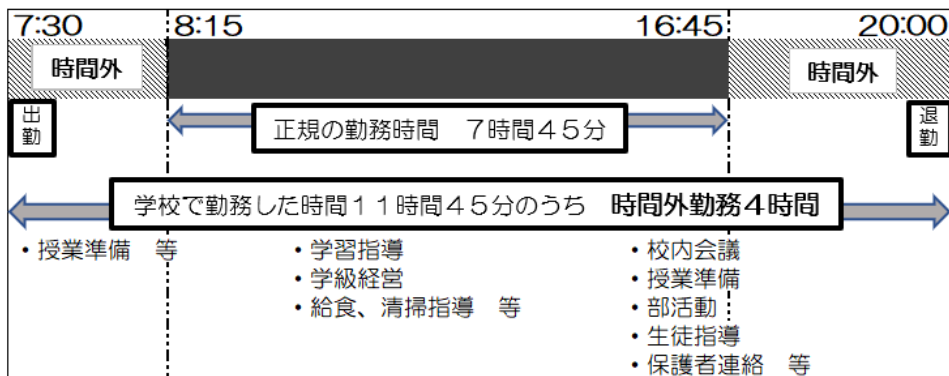 7:30 8:15 16:45 20:00
時間外 時間外
出勤 退勤
正規の勤務時間　7時間45分
学校で勤務した時間11時間45分のうち　時間外勤務4時間
・授業準備　等
・学習指導
・学級経営
・給食、清掃指導　等
・校内会議
・授業準備
・部活動
・生徒指導
・保護者連絡　等